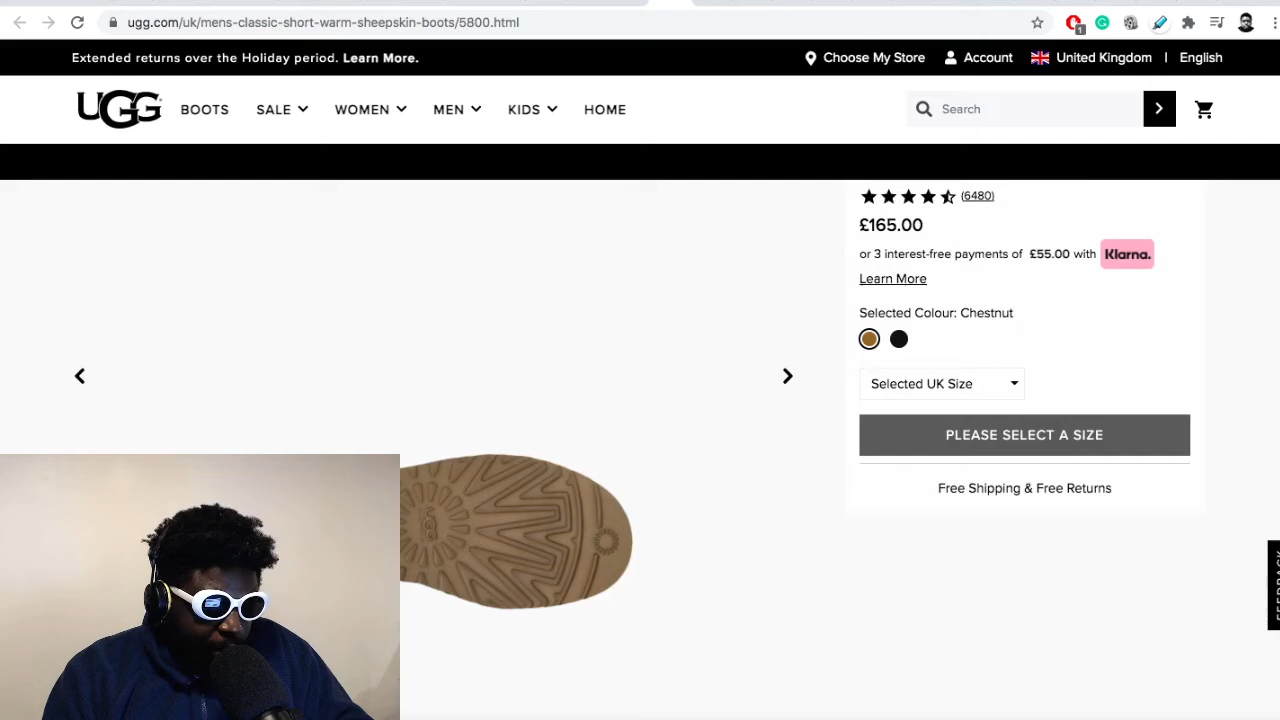 ugg.com/uk/mens-classic-short-warm-sheepskin-boots/5800.html
1
Extended returns over the Holiday period. Learn More.
Choose My Store
Account
United Kingdom | English
UGG
BOOTS
SALE
WOMEN
MEN
KIDS
HOME
Search
(6480)
£165.00
or 3 interest-free payments of £55.00 with Klarna.
Learn More
Selected Colour: Chestnut
Selected UK Size
PLEASE SELECT A SIZE
Free Shipping & Free Returns
FEEDBACK
UGG